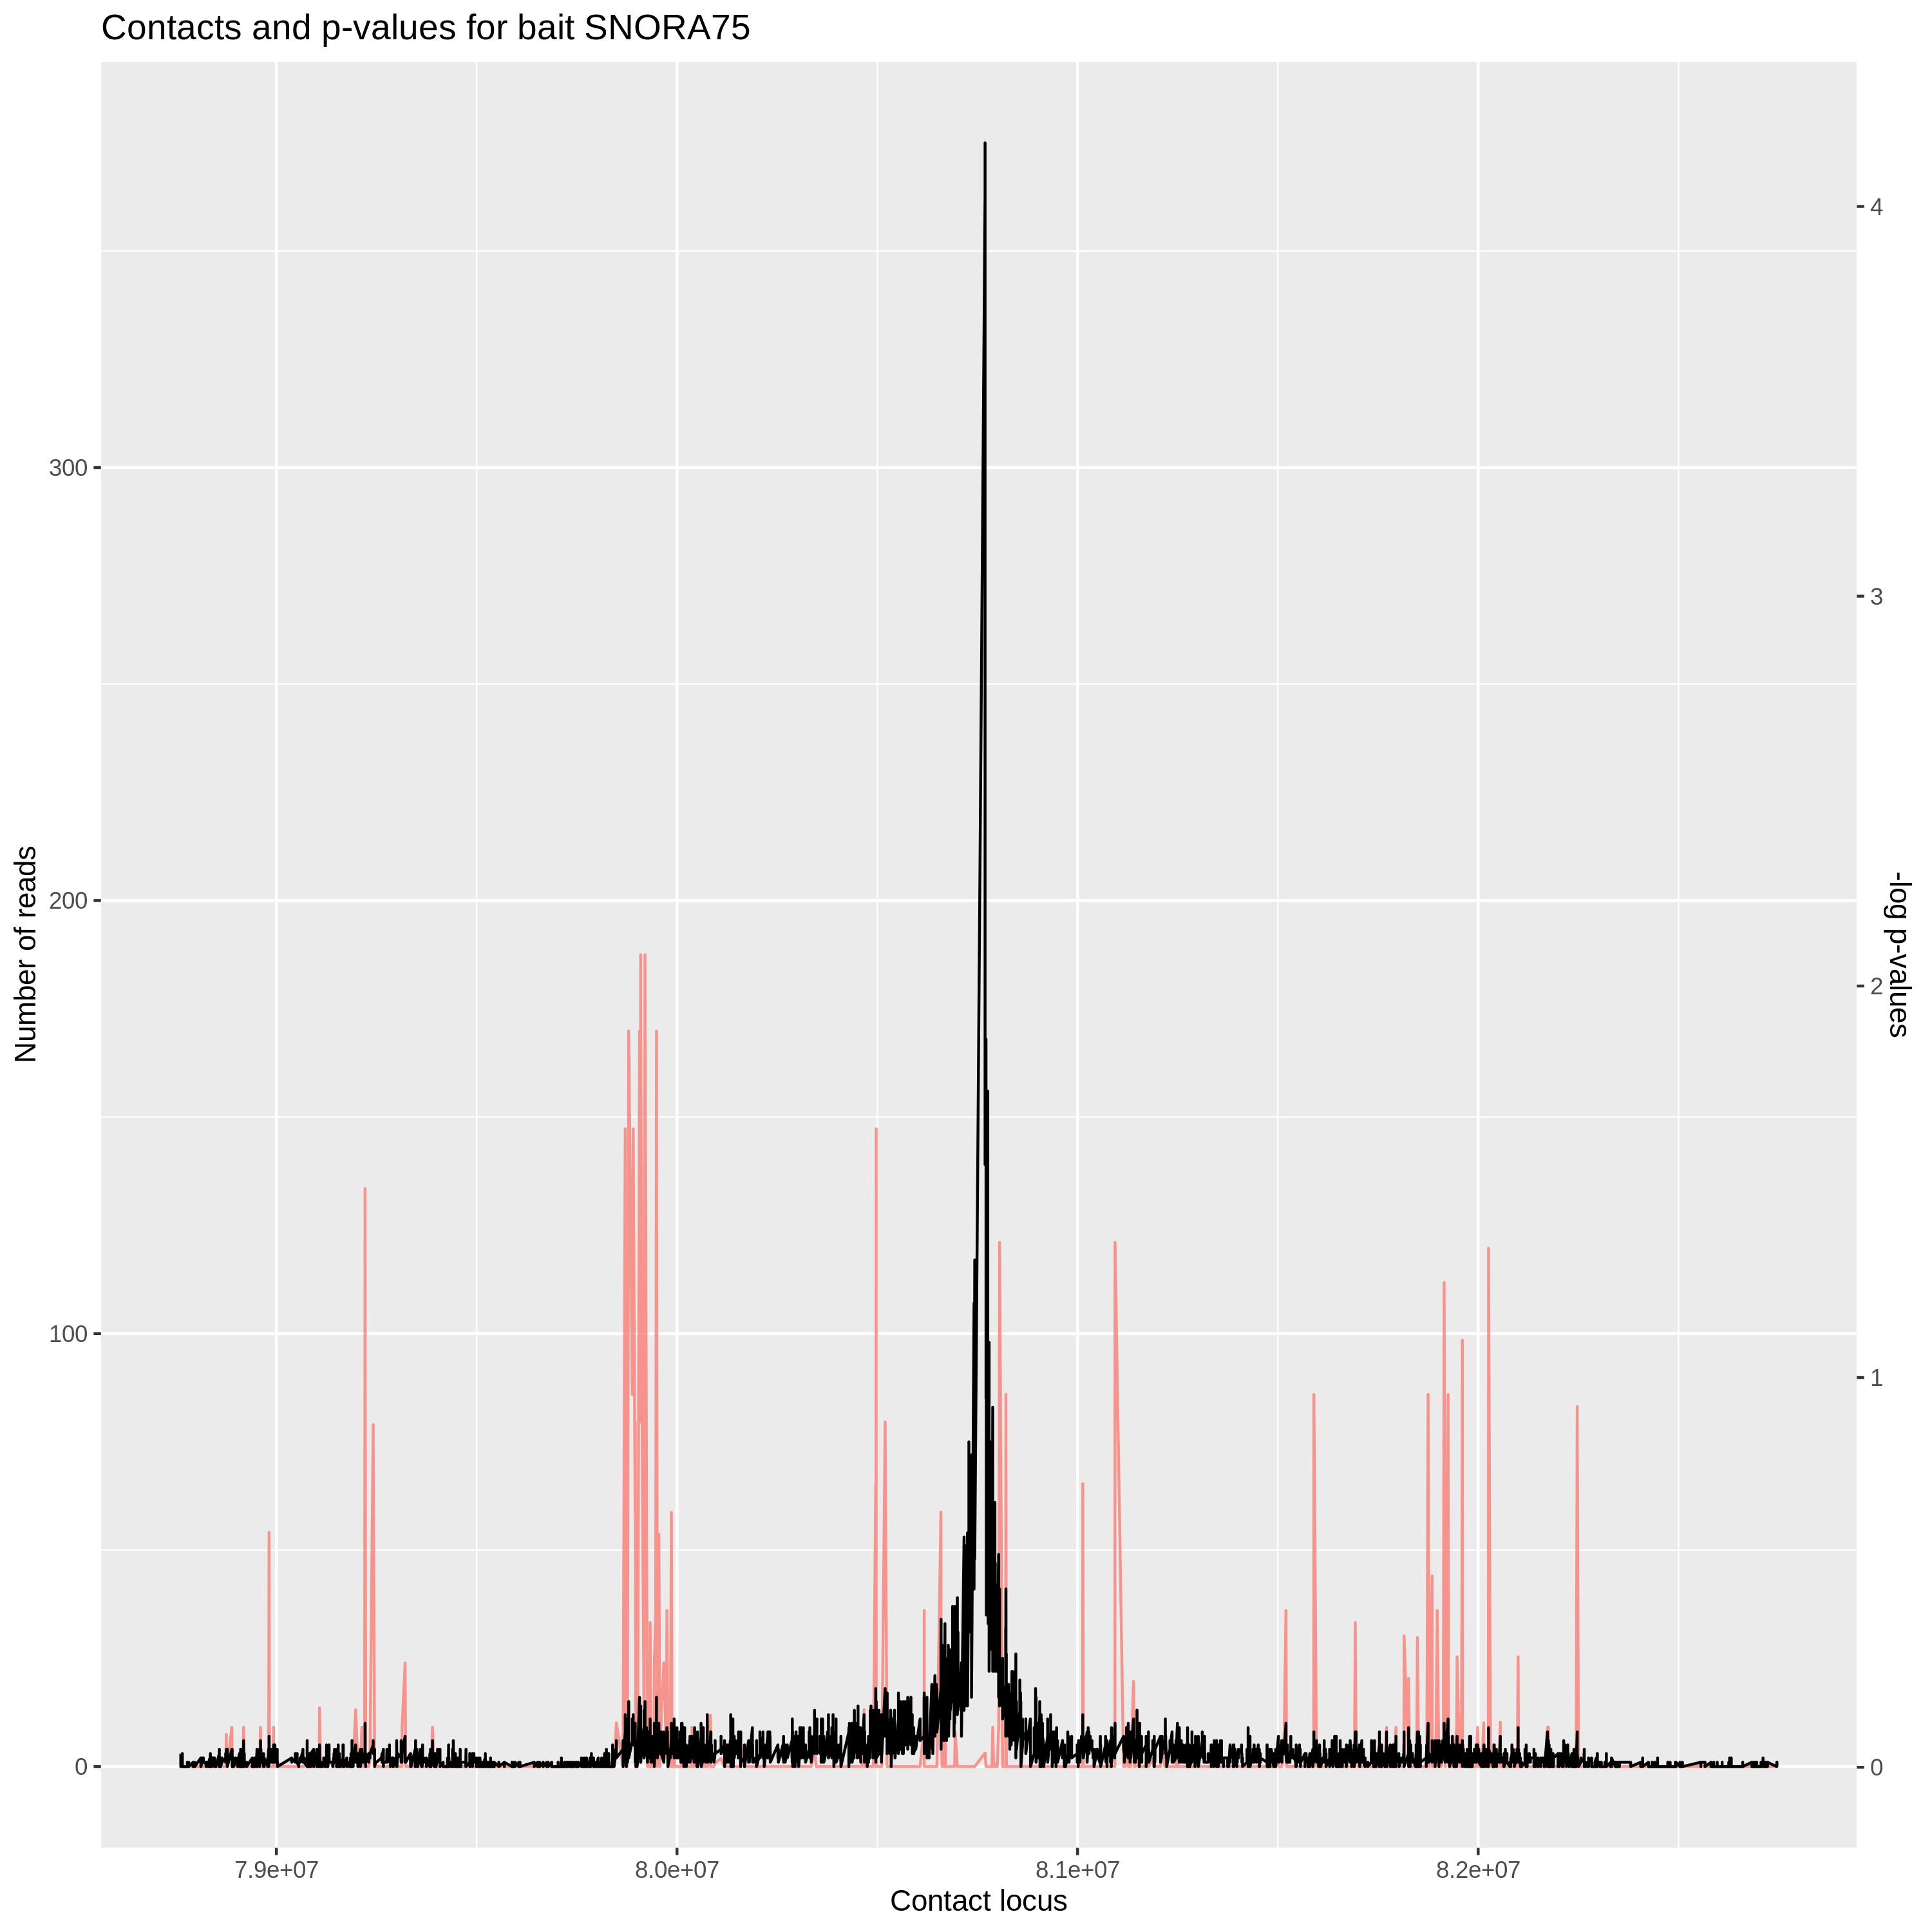 Contacts and p-values for bait SNORA75
Number of reads
300
200
100
0
4
3
2
1
0
-log p-values
7.9e+07
8.0e+07
8.1e+07
8.2e+07
Contact locus